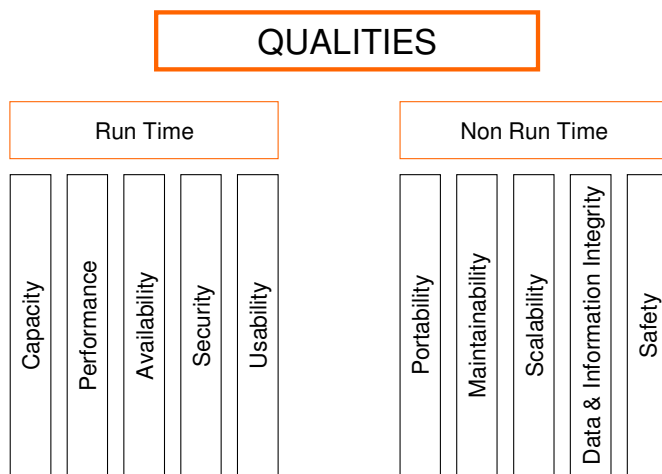 QUALITIES
Run Time
Non Run Time
Capacity
Performance
Availability
Security
Usability
Portability
Maintainability
Scalability
Data & Information Integrity
Safety